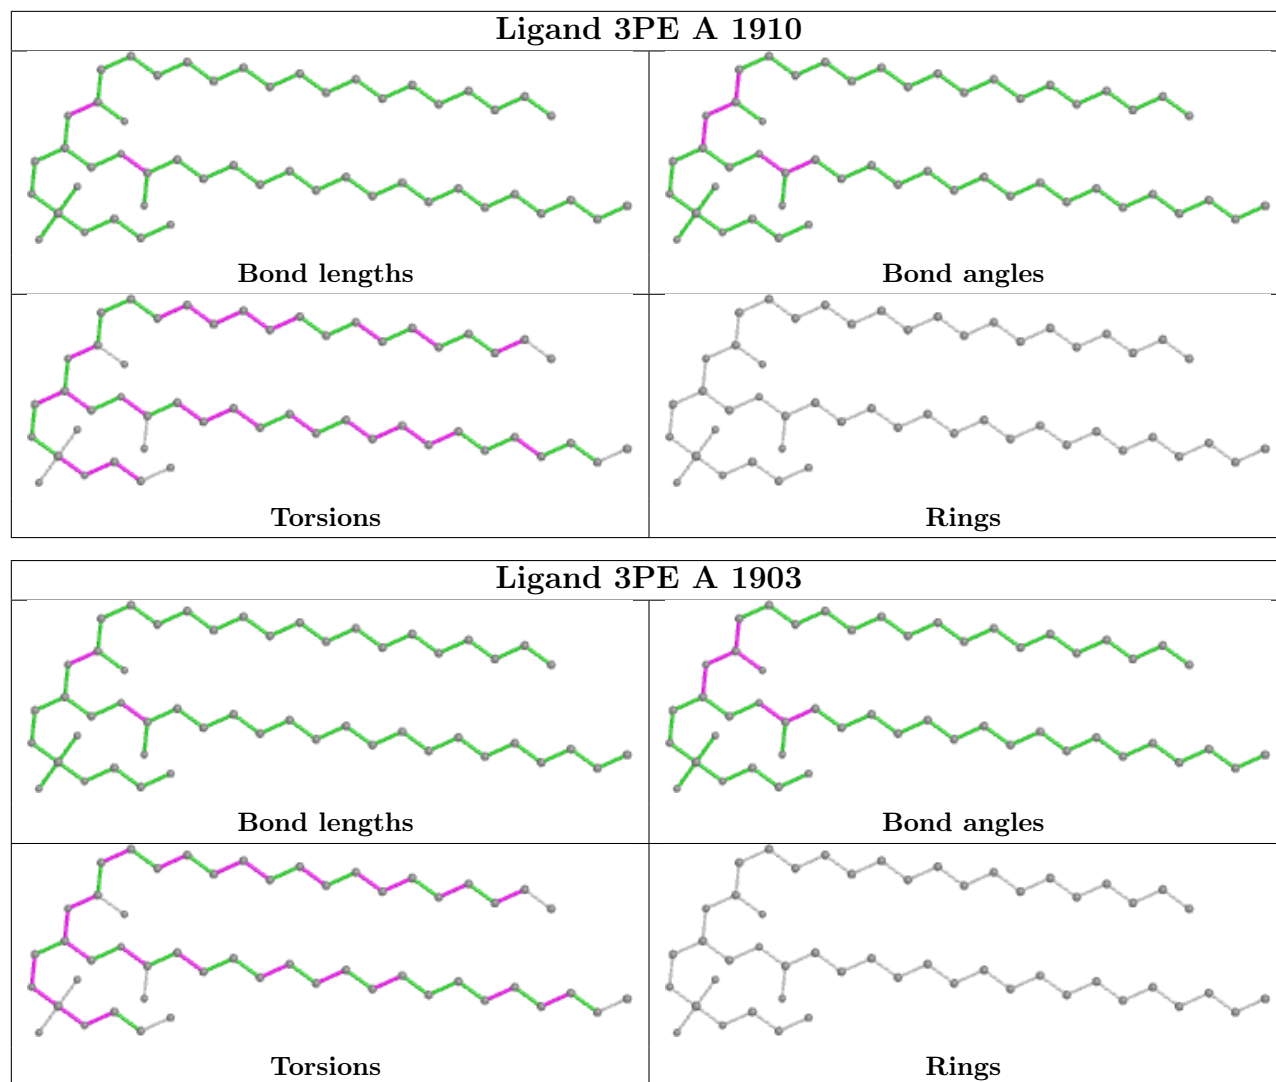 Ligand 3PE A 1910
Bond lengths
Bond angles
Torsions
Rings
Ligand 3PE A 1903
Bond lengths
Bond angles
Torsions
Rings